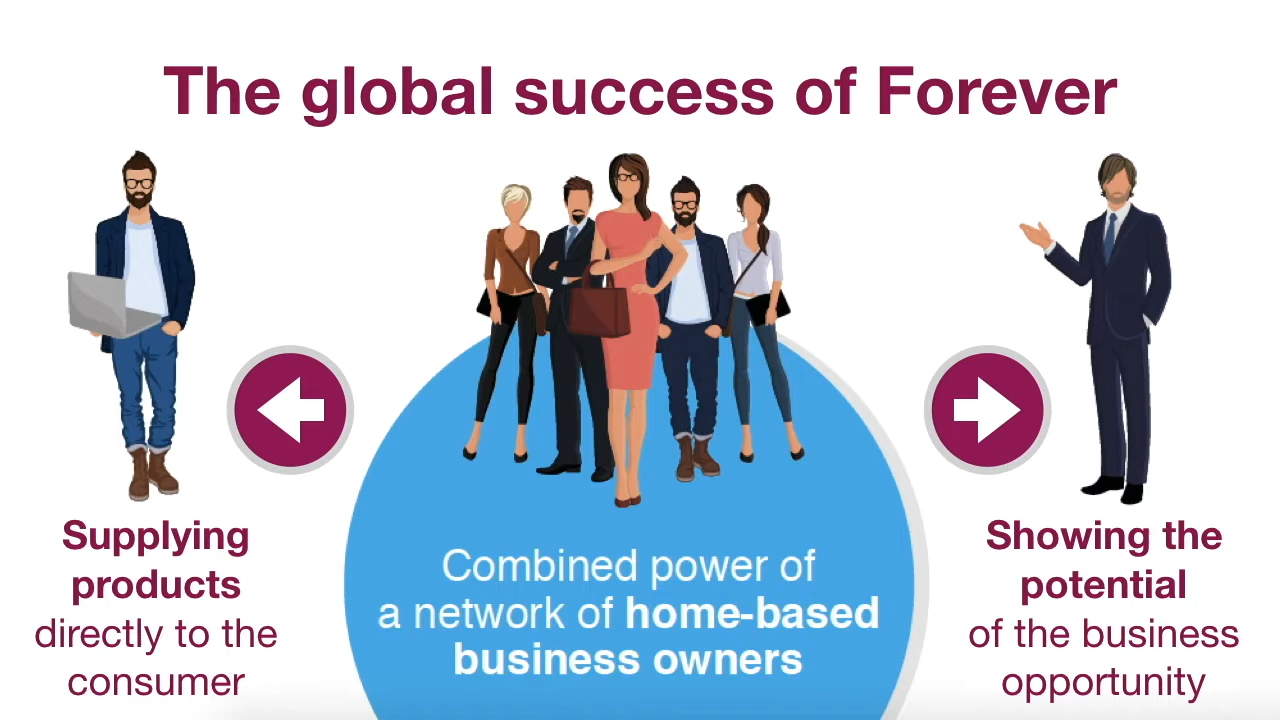 The global success of Forever
Supplying
products
directly to the
consumer
Combined power of
a network of home-based
business owners
Showing the
potential
of the business
opportunity